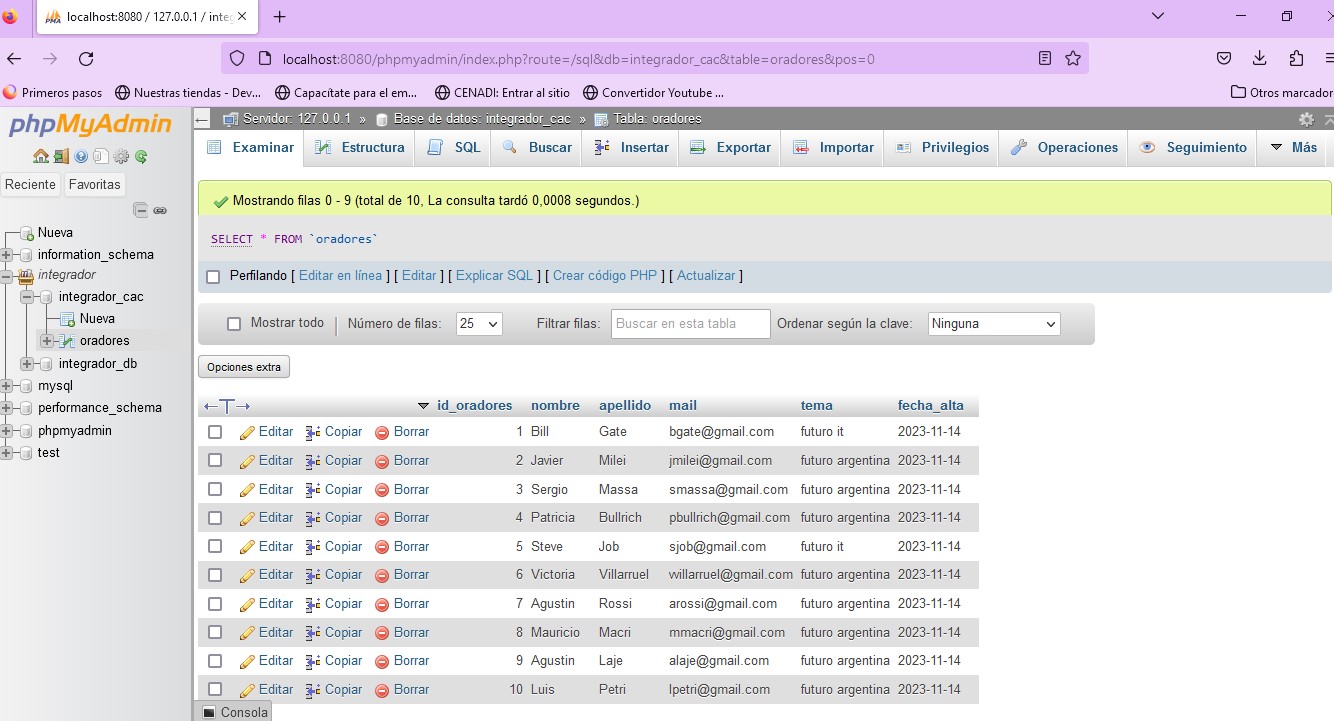 localhost:8080 / 127.0.0.1 / integ
localhost:8080/phpmyadmin/index.php?route=/sql&db=integrador_cac&table=oradores&pos=0
Primeros pasos Nuestras tiendas - Dev... Capacítate para el em... CENADI: Entrar al sitio Convertidor Youtube ... Otros marcador
phpMyAdmin
Reciente Favoritas
Nueva
information_schema
integrador
integrador_cac
Nueva
oradores
integrador_db
mysql
performance_schema
phpmyadmin
test
Servidor: 127.0.0.1 » Base de datos: integrador_cac » Tabla: oradores
Examinar Estructura SQL Buscar Insertar Exportar Importar Privilegios Operaciones Seguimiento Más
Mostrando filas 0 - 9 (total de 10, La consulta tardó 0,0008 segundos.)
SELECT * FROM `oradores`
Perfilando [ Editar en línea ] [ Editar ] [ Explicar SQL ] [ Crear código PHP ] [ Actualizar ]
Mostrar todo Número de filas: 25 Filtrar filas: Buscar en esta tabla Ordenar según la clave: Ninguna
Opciones extra
id_oradores nombre apellido mail tema fecha_alta
Editar Copiar Borrar 1 Bill Gate bgate@gmail.com futuro it 2023-11-14
Editar Copiar Borrar 2 Javier Milei jmilei@gmail.com futuro argentina 2023-11-14
Editar Copiar Borrar 3 Sergio Massa smassa@gmail.com futuro argentina 2023-11-14
Editar Copiar Borrar 4 Patricia Bullrich pbullrich@gmail.com futuro argentina 2023-11-14
Editar Copiar Borrar 5 Steve Job sjob@gmail.com futuro it 2023-11-14
Editar Copiar Borrar 6 Victoria Villarruel vvillarruel@gmail.com futuro argentina 2023-11-14
Editar Copiar Borrar 7 Agustin Rossi arossi@gmail.com futuro argentina 2023-11-14
Editar Copiar Borrar 8 Mauricio Macri mmacri@gmail.com futuro argentina 2023-11-14
Editar Copiar Borrar 9 Agustin Laje alaje@gmail.com futuro argentina 2023-11-14
Editar Copiar Borrar 10 Luis Petri lpetri@gmail.com futuro argentina 2023-11-14
Consola